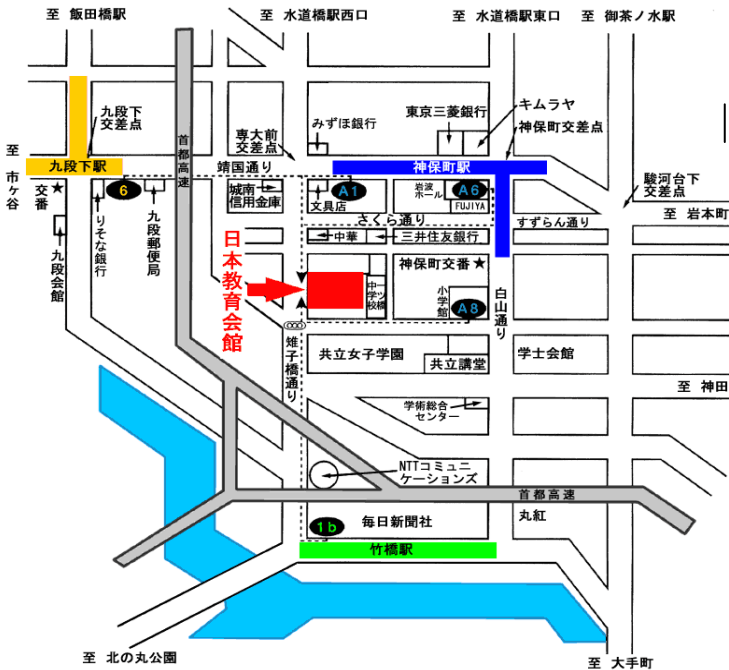 至 飯田橋駅
至 水道橋駅西口
至 水道橋駅東口
至 御茶ノ水駅
九段下
交差点
首都高速
専大前
交差点
みずほ銀行
東京三菱銀行
キムラヤ
神保町交差点
至 市ヶ谷
九段下駅
靖国通り
神保町駅
駿河台下
交差点
交番★
6
城南
信用金庫
文具店
A1
岩波
ホール
A6
FUJIYA
至 岩本町
りそな銀行
九段郵便局
さくら通り
すずらん通り
九段会館
中華
三井住友銀行
日本教育会館
神保町交番★
一ツ橋
中学校
小学館
A8
白山通り
雉子橋通り
共立女子学園
共立講堂
学士会館
至 神田
学術総合
センター
NTTコミュニ
ケーションズ
首都高速
丸紅
1b
毎日新聞社
竹橋駅
至 北の丸公園
至 大手町